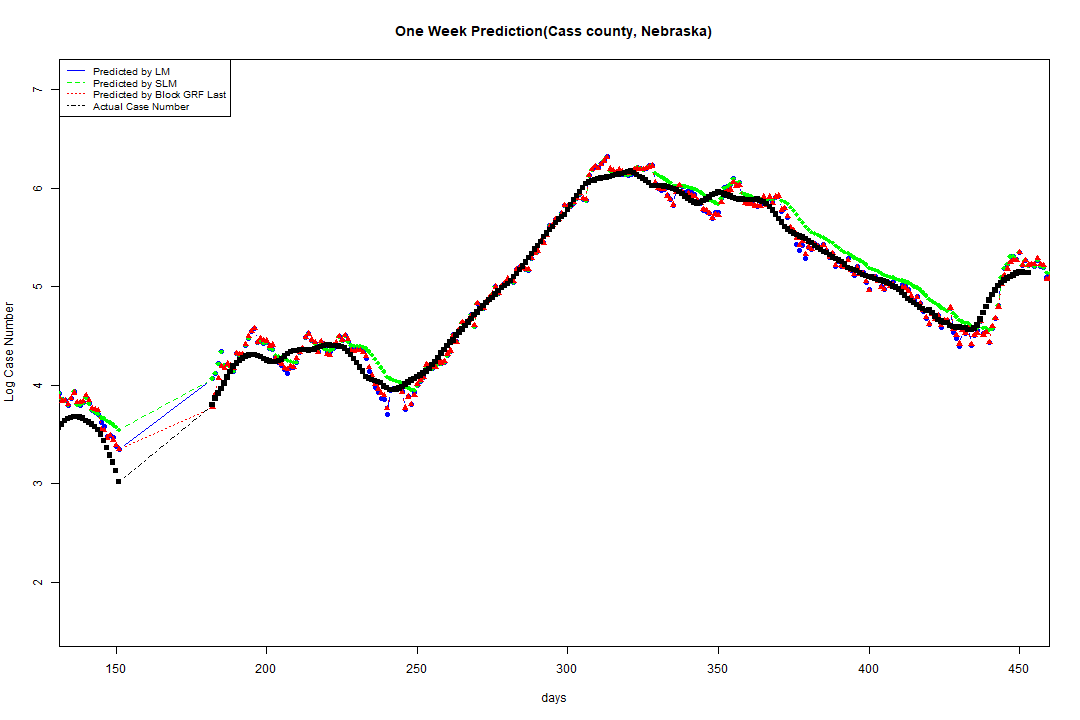 One Week Prediction(Cass county, Nebraska)
Predicted by LM
Predicted by SLM
Predicted by Block GRF Last
Actual Case Number
7
6
5
4
3
2
Log Case Number
150 200 250 300 350 400 450
days